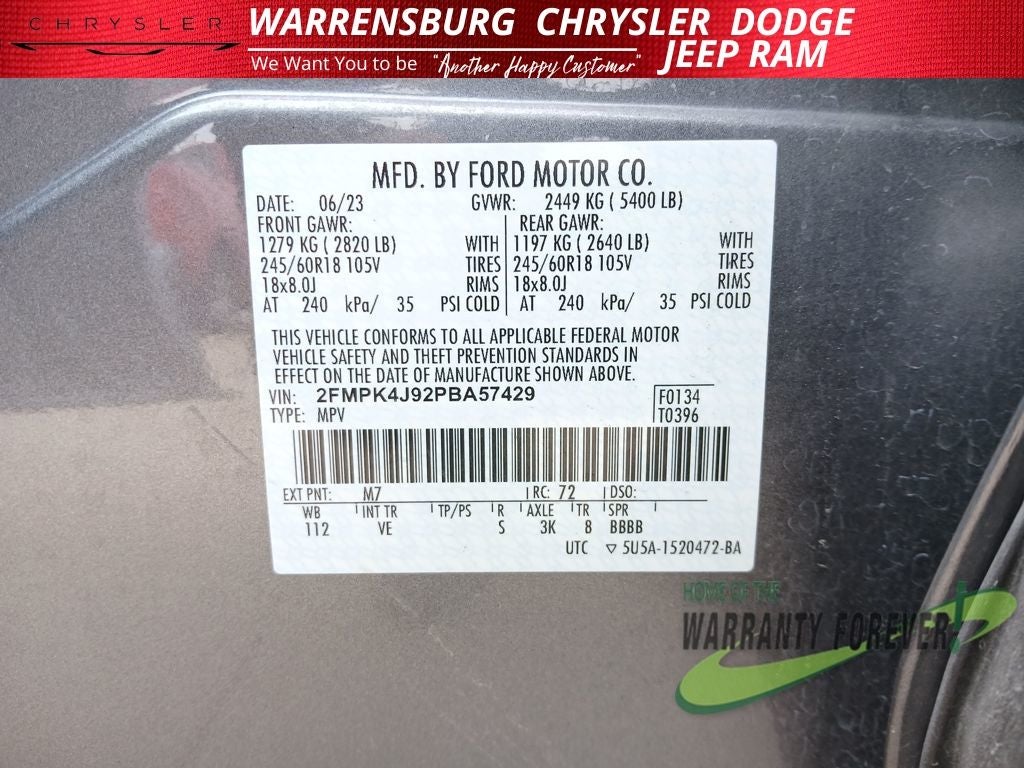 CHRYSLER
WARRENSBURG CHRYSLER DODGE
JEEP RAM
We Want You to be "Another Happy Customer"
MFD. BY FORD MOTOR CO.
DATE: 06/23 GVWR: 2449 KG ( 5400 LB)
FRONT GAWR: REAR GAWR:
1279 KG ( 2820 LB) WITH 1197 KG ( 2640 LB) WITH
245/60R18 105V TIRES 245/60R18 105V TIRES
18x8.0J RIMS 18x8.0J RIMS
AT 240 kPa/ 35 PSI COLD AT 240 kPa/ 35 PSI COLD
THIS VEHICLE CONFORMS TO ALL APPLICABLE FEDERAL MOTOR
VEHICLE SAFETY AND THEFT PREVENTION STANDARDS IN
EFFECT ON THE DATE OF MANUFACTURE SHOWN ABOVE.
VIN: 2FMPK4J92PBA57429 F0134
TYPE: MPV T0396
EXT PNT: M7 RC: 72 DSO:
WB INT TR TP/PS R AXLE TR SPR
112 VE S 3K 8 BBBB
UTC ▽ 5U5A-1520472-BA
HOME OF THE
WARRANTY FOREVER!